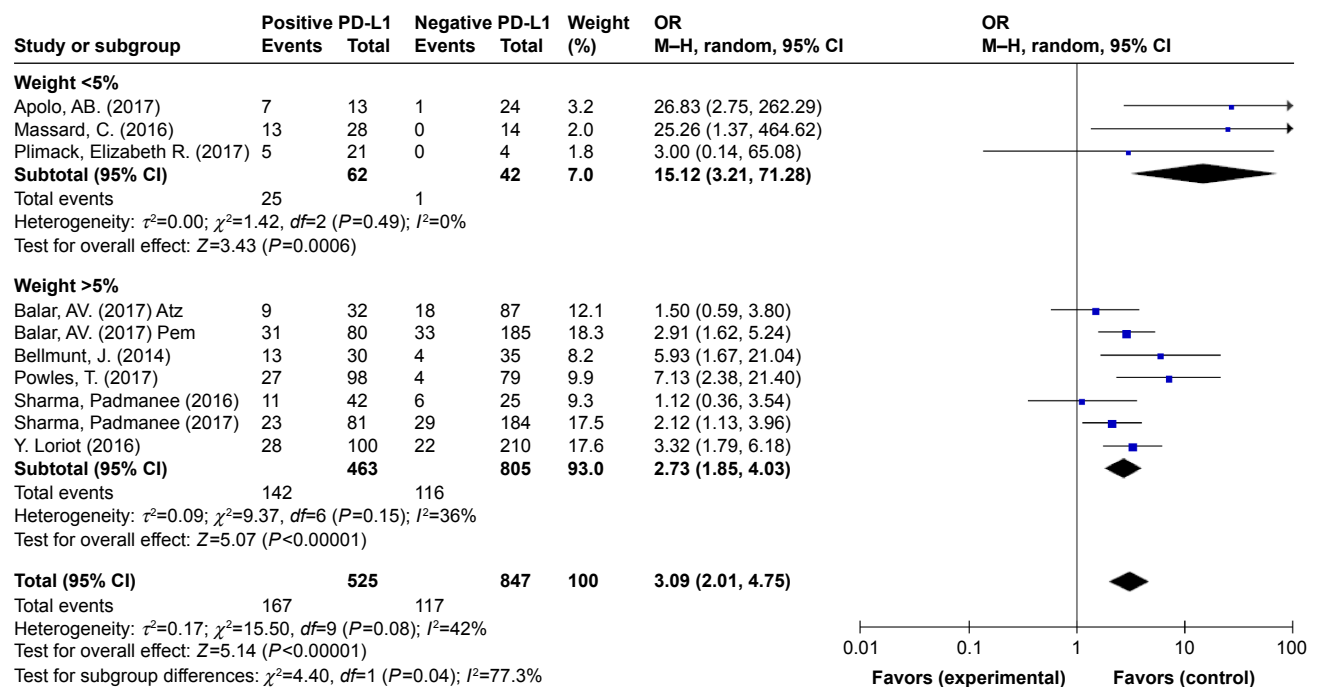 Positive PD-L1 Negative PD-L1 Weight OR OR
Study or subgroup Events Total Events Total (%) M–H, random, 95% CI M–H, random, 95% CI
Weight <5%
Apolo, AB. (2017) 7 13 1 24 3.2 26.83 (2.75, 262.29)
Massard, C. (2016) 13 28 0 14 2.0 25.26 (1.37, 464.62)
Plimack, Elizabeth R. (2017) 5 21 0 4 1.8 3.00 (0.14, 65.08)
Subtotal (95% CI) 62 42 7.0 15.12 (3.21, 71.28)
Total events 25 1
Heterogeneity: τ²=0.00; χ²=1.42, df=2 (P=0.49); I²=0%
Test for overall effect: Z=3.43 (P=0.0006)
Weight >5%
Balar, AV. (2017) Atz 9 32 18 87 12.1 1.50 (0.59, 3.80)
Balar, AV. (2017) Pem 31 80 33 185 18.3 2.91 (1.62, 5.24)
Bellmunt, J. (2014) 13 30 4 35 8.2 5.93 (1.67, 21.04)
Powles, T. (2017) 27 98 4 79 9.9 7.13 (2.38, 21.40)
Sharma, Padmanee (2016) 11 42 6 25 9.3 1.12 (0.36, 3.54)
Sharma, Padmanee (2017) 23 81 29 184 17.5 2.12 (1.13, 3.96)
Y. Loriot (2016) 28 100 22 210 17.6 3.32 (1.79, 6.18)
Subtotal (95% CI) 463 805 93.0 2.73 (1.85, 4.03)
Total events 142 116
Heterogeneity: τ²=0.09; χ²=9.37, df=6 (P=0.15); I²=36%
Test for overall effect: Z=5.07 (P<0.00001)
Total (95% CI) 525 847 100 3.09 (2.01, 4.75)
Total events 167 117
Heterogeneity: τ²=0.17; χ²=15.50, df=9 (P=0.08); I²=42%
Test for overall effect: Z=5.14 (P<0.00001)
Test for subgroup differences: χ²=4.40, df=1 (P=0.04); I²=77.3%
0.01 0.1 1 10 100
Favors (experimental) Favors (control)